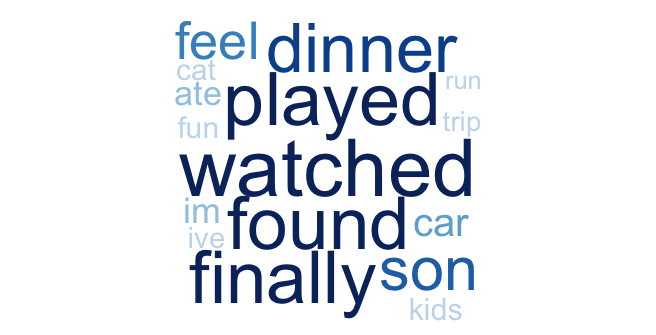 feel dinner
cat
ate played run
fun trip
watched
im found car
ive
finally son
kids